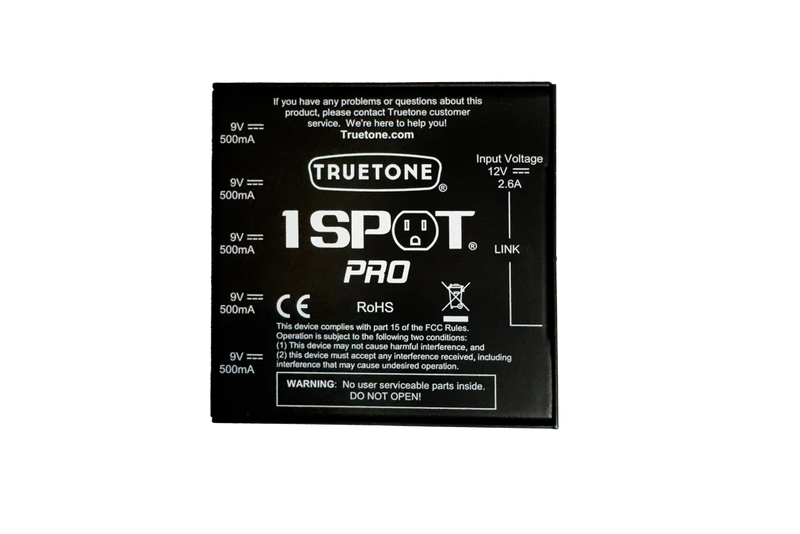 If you have any problems or questions about this
product, please contact Truetone customer
service. We're here to help you!
Truetone.com
9V
500mA
9V
500mA
9V
500mA
9V
500mA
9V
500mA
TRUETONE®
1 SPOT®
PRO
Input Voltage
12V
2.6A
LINK
CE
RoHS
This device complies with part 15 of the FCC Rules.
Operation is subject to the following two conditions:
(1) This device may not cause harmful interference, and
(2) this device must accept any interference received, including
interference that may cause undesired operation.
WARNING: No user serviceable parts inside.
DO NOT OPEN!